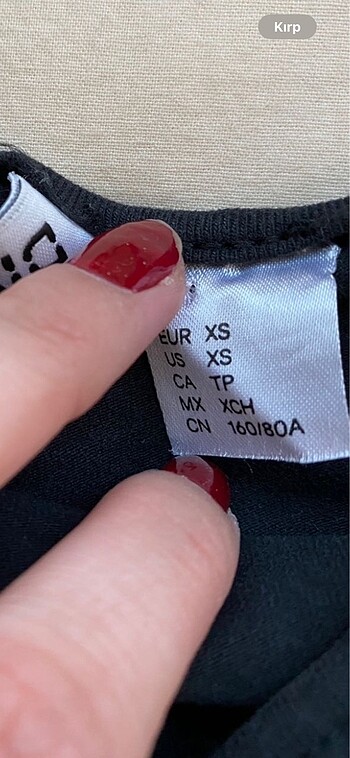 Kırp
EUR XS
US XS
CA TP
MX XCH
CN 160/80A